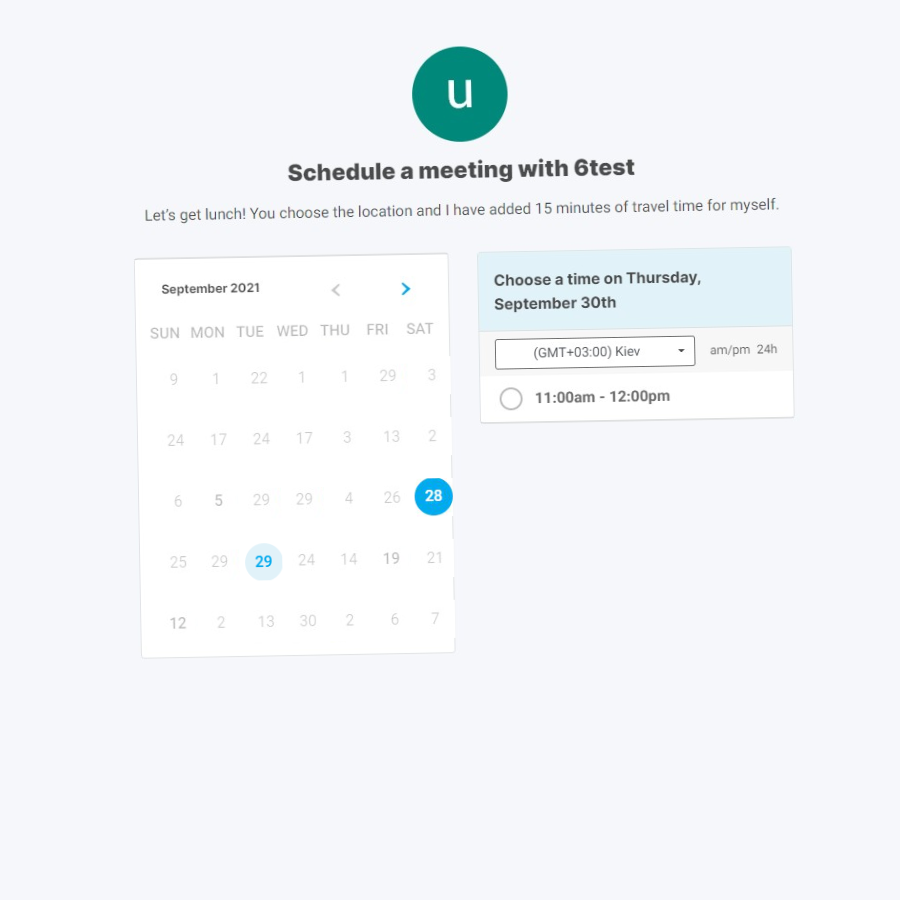 u
Schedule a meeting with 6test
Let's get lunch! You choose the location and I have added 15 minutes of travel time for myself.
September 2021
SUN MON TUE WED THU FRI SAT
9 1 22 1 1 29 3
24 17 24 17 3 13 2
6 5 29 29 4 26 28
25 29 29 24 14 19 21
12 2 13 30 2 6 7
Choose a time on Thursday,
September 30th
(GMT+03:00) Kiev am/pm 24h
11:00am - 12:00pm